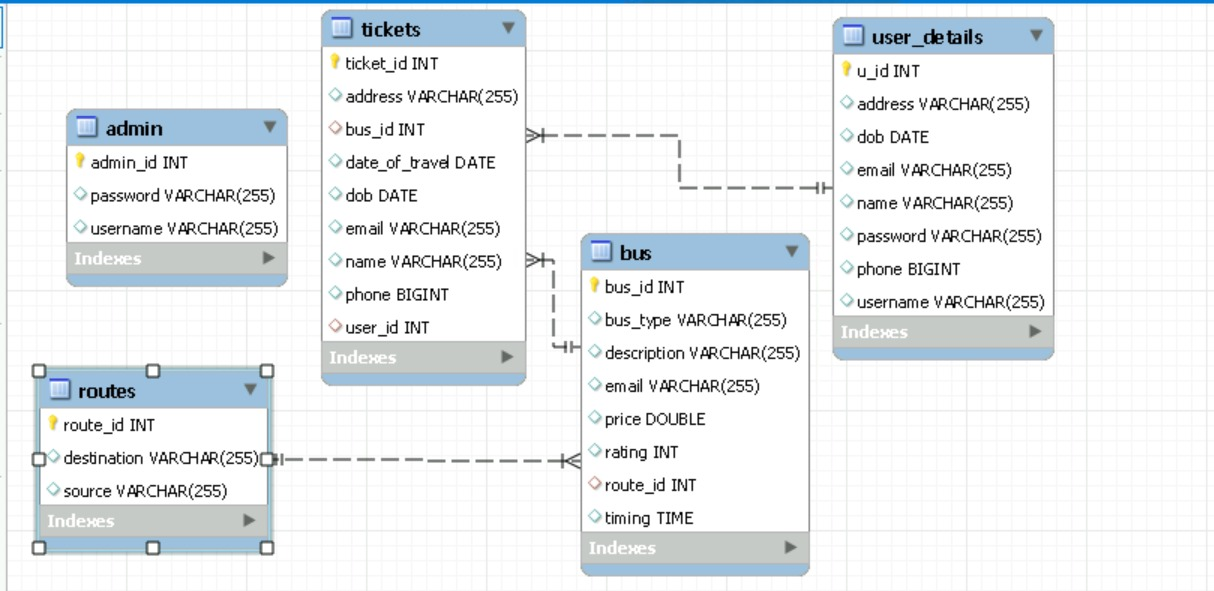 tickets
ticket_id INT
address VARCHAR(255)
bus_id INT
date_of_travel DATE
dob DATE
email VARCHAR(255)
name VARCHAR(255)
phone BIGINT
user_id INT
Indexes
user_details
u_id INT
address VARCHAR(255)
dob DATE
email VARCHAR(255)
name VARCHAR(255)
password VARCHAR(255)
phone BIGINT
username VARCHAR(255)
Indexes
admin
admin_id INT
password VARCHAR(255)
username VARCHAR(255)
Indexes
bus
bus_id INT
bus_type VARCHAR(255)
description VARCHAR(255)
email VARCHAR(255)
price DOUBLE
rating INT
route_id INT
timing TIME
Indexes
routes
route_id INT
destination VARCHAR(255)
source VARCHAR(255)
Indexes